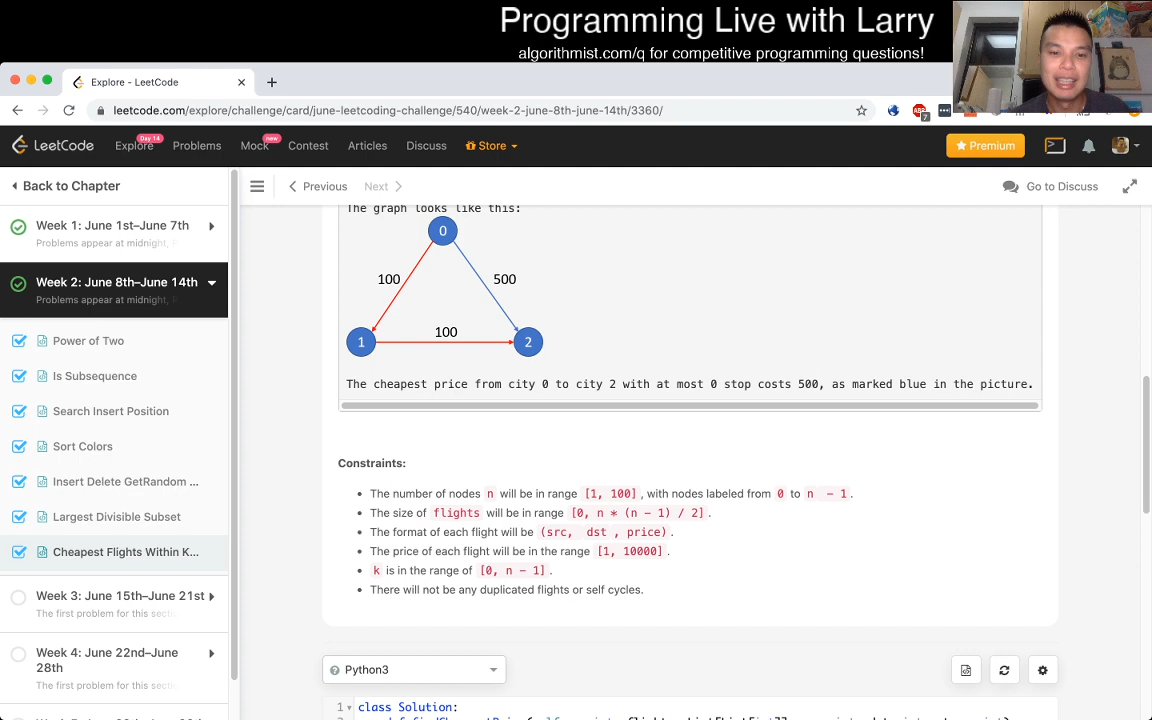 Programming Live with Larry
algorithmist.com/q for competitive programming questions!
Explore - LeetCode
leetcode.com/explore/challenge/card/june-leetcoding-challenge/540/week-2-june-8th-june-14th/3360/
7
LeetCode
Explore
Day 14
Problems
Mock
new
Contest
Articles
Discuss
Store
Premium
Back to Chapter
Previous
Next
Go to Discuss
Week 1: June 1st–June 7th
Problems appear at midnight, P
Week 2: June 8th–June 14th
Problems appear at midnight, P
Power of Two
Is Subsequence
Search Insert Position
Sort Colors
Insert Delete GetRandom ...
Largest Divisible Subset
Cheapest Flights Within K...
Week 3: June 15th–June 21st
The first problem for this secti
Week 4: June 22nd–June
28th
The first problem for this secti
The graph looks like this:
0
100
500
100
1
2
The cheapest price from city 0 to city 2 with at most 0 stop costs 500, as marked blue in the picture.
Constraints:
The number of nodes n will be in range [1, 100], with nodes labeled from 0 to n - 1.
The size of flights will be in range [0, n * (n - 1) / 2].
The format of each flight will be (src, dst , price).
The price of each flight will be in the range [1, 10000].
k is in the range of [0, n - 1].
There will not be any duplicated flights or self cycles.
Python3
1
class Solution: